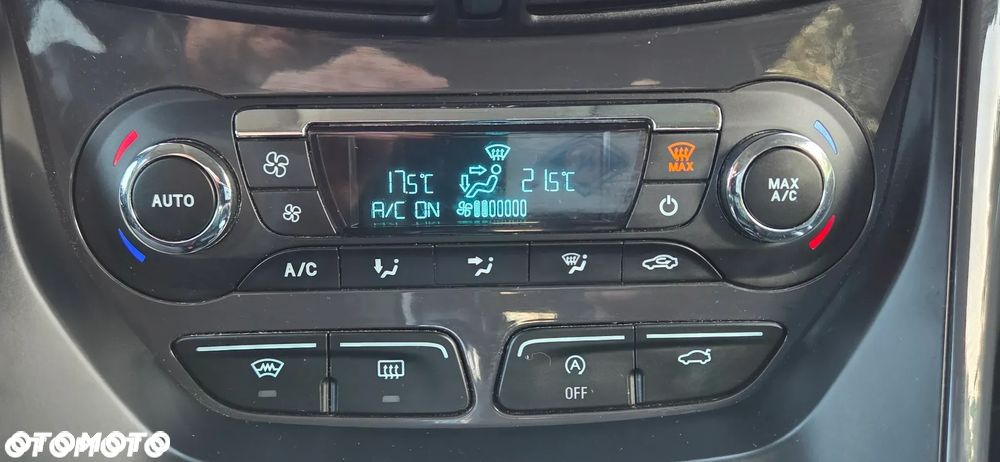 MAX
17.5°C 21.5°C
AUTO
MAX
A/C
A/C ON
A/C
A
OFF
OTOMOTO